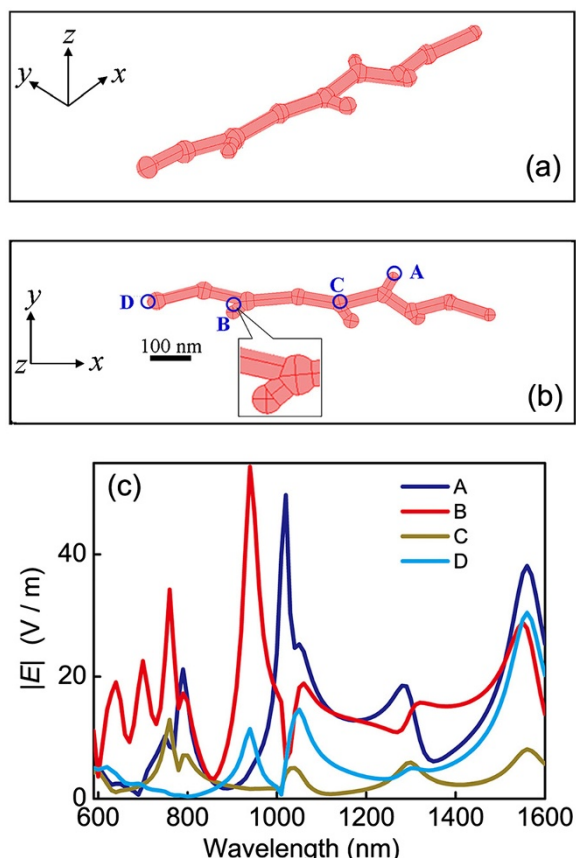 z
y
x
(a)
y
D
C
A
B
z
x
100 nm
(b)
(c)
A
B
C
D
|E| (V / m)
40
20
0
600
800
1000
1200
1400
1600
Wavelength (nm)